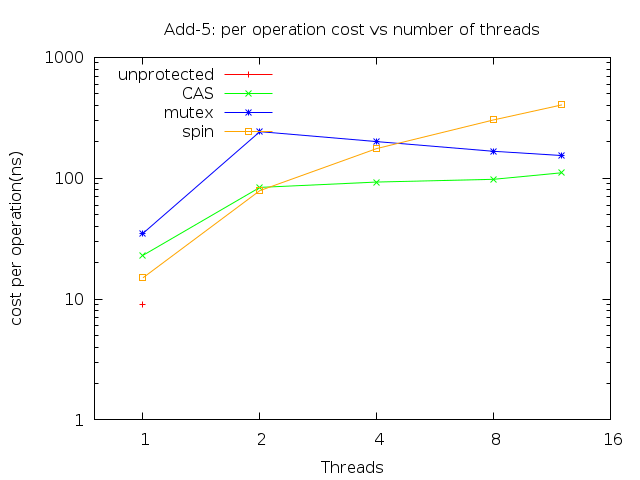 Add-5: per operation cost vs number of threads
1000
100
10
1
cost per operation(ns)
unprotected
CAS
mutex
spin
1 2 4 8 16
Threads